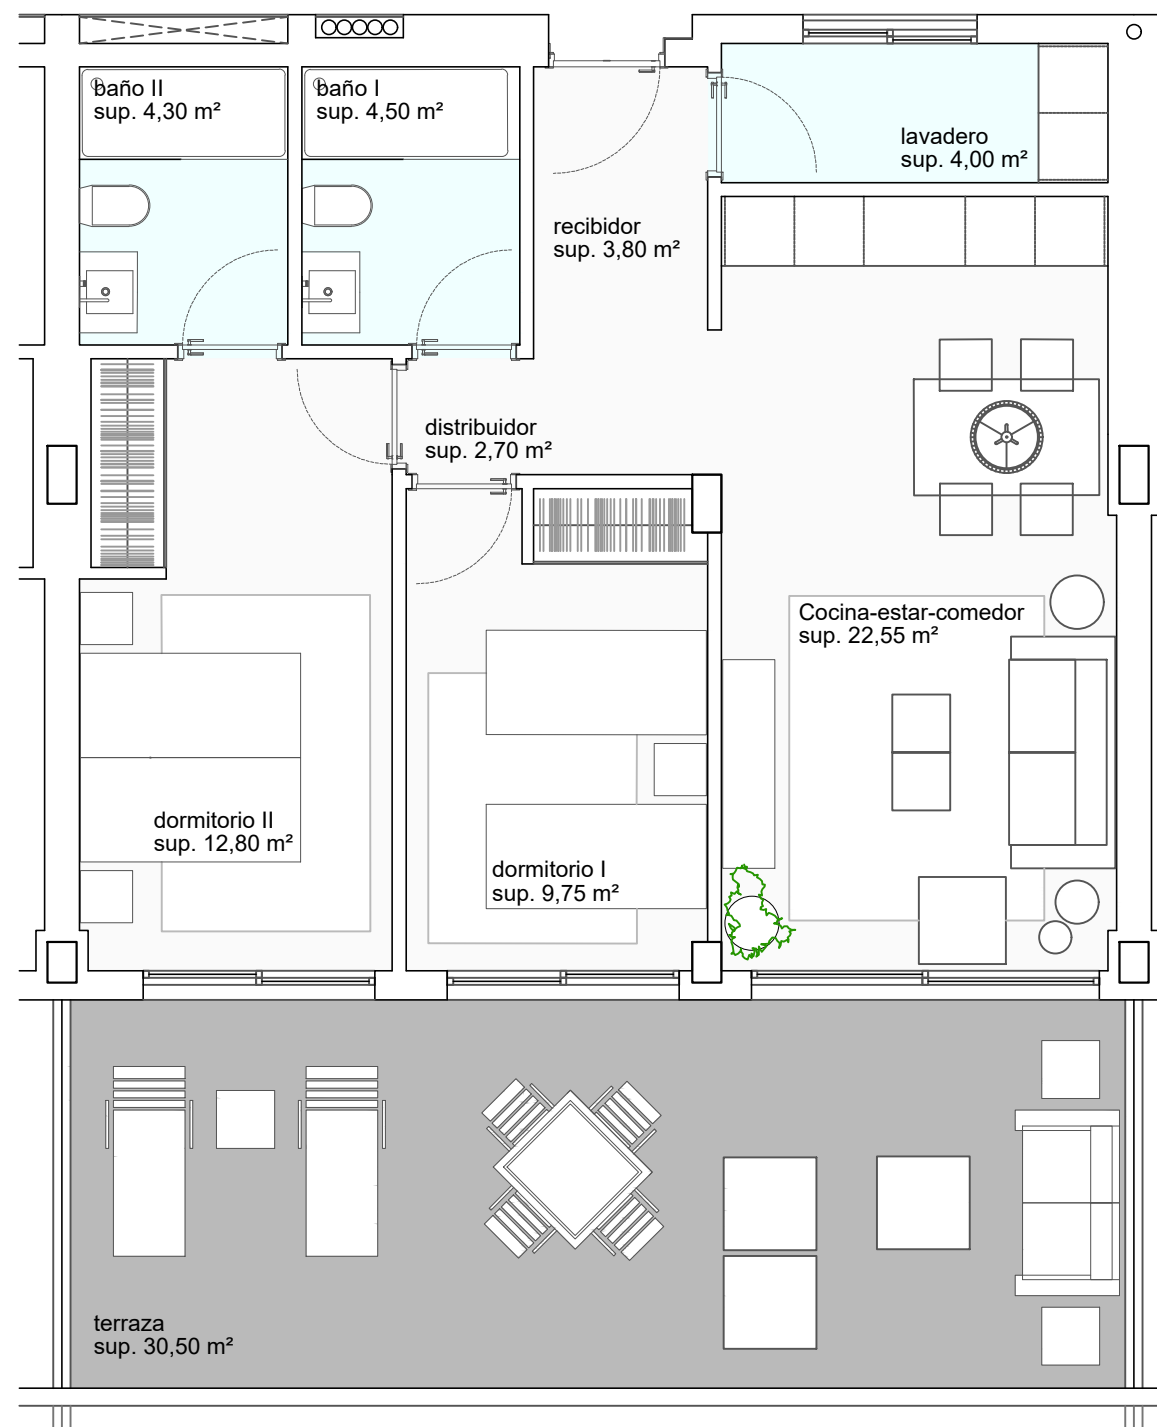 baño II
sup. 4,30 m²
baño I
sup. 4,50 m²
lavadero
sup. 4,00 m²
recibidor
sup. 3,80 m²
distribuidor
sup. 2,70 m²
Cocina-estar-comedor
sup. 22,55 m²
dormitorio II
sup. 12,80 m²
dormitorio I
sup. 9,75 m²
terraza
sup. 30,50 m²